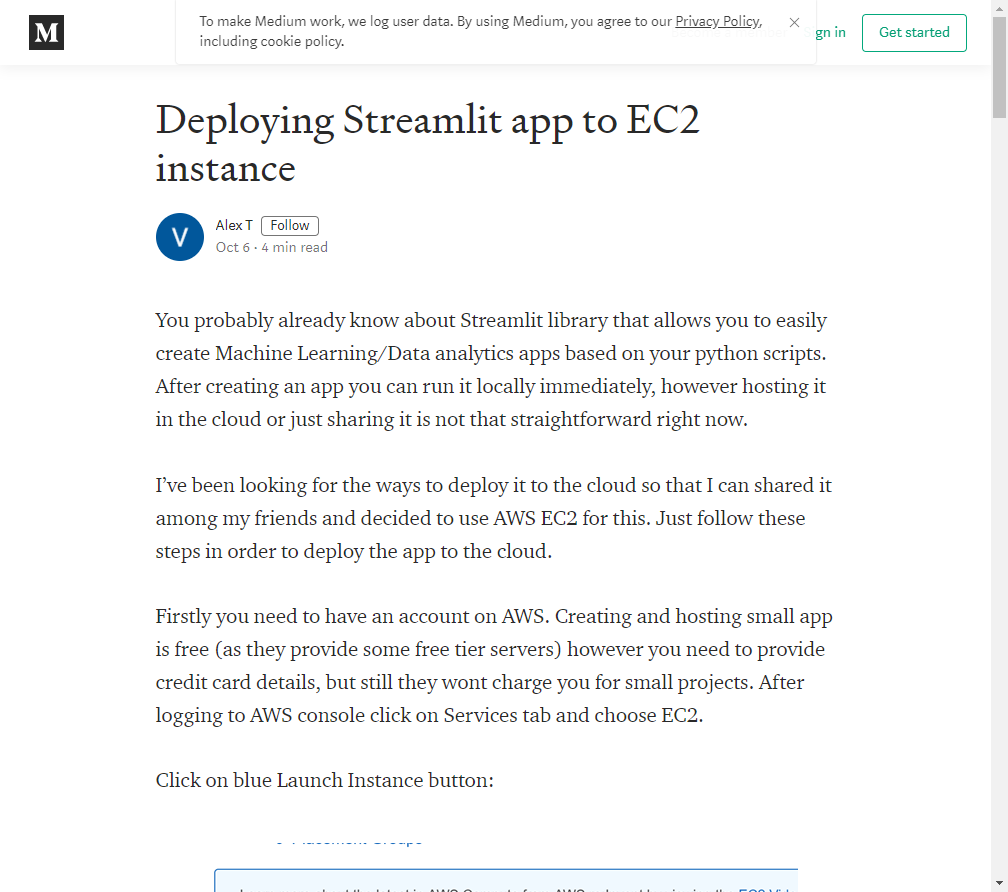 M
To make Medium work, we log user data. By using Medium, you agree to our Privacy Policy,
including cookie policy.
gn in
Get started
Deploying Streamlit app to EC2
instance
V
Alex T Follow
Oct 6 · 4 min read
You probably already know about Streamlit library that allows you to easily
create Machine Learning/Data analytics apps based on your python scripts.
After creating an app you can run it locally immediately, however hosting it
in the cloud or just sharing it is not that straightforward right now.
I’ve been looking for the ways to deploy it to the cloud so that I can shared it
among my friends and decided to use AWS EC2 for this. Just follow these
steps in order to deploy the app to the cloud.
Firstly you need to have an account on AWS. Creating and hosting small app
is free (as they provide some free tier servers) however you need to provide
credit card details, but still they wont charge you for small projects. After
logging to AWS console click on Services tab and choose EC2.
Click on blue Launch Instance button: